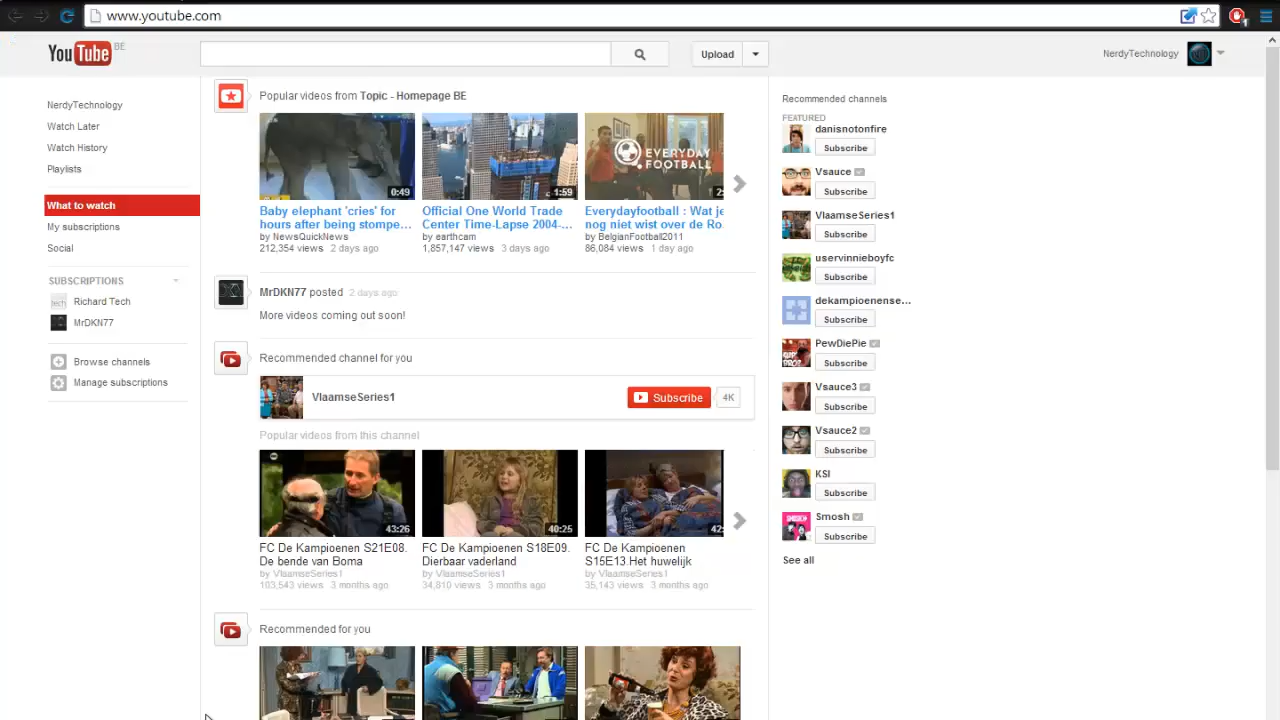 www.youtube.com
YouTube BE
Upload
NerdyTechnology
NerdyTechnology
Watch Later
Watch History
Playlists
What to watch
My subscriptions
Social
SUBSCRIPTIONS
Richard Tech
MrDKN77
Browse channels
Manage subscriptions
Popular videos from Topic - Homepage BE
0:49
1:59
EVERYDAY
FOOTBALL
2:
Baby elephant 'cries' for
hours after being stompe...
by NewsQuickNews
212,354 views 2 days ago
Official One World Trade
Center Time-Lapse 2004-...
by earthcam
1,857,147 views 3 days ago
Everydayfootball : Wat je
nog niet wist over de Ro
by BelgianFootball2011
86,084 views 1 day ago
MrDKN77 posted 2 days ago
More videos coming out soon!
Recommended channel for you
VlaamseSeries1
Subscribe
4K
Popular videos from this channel
43:26
40:25
42:
FC De Kampioenen S21E08.
De bende van Boma
by VlaamseSeries1
103,543 views 3 months ago
FC De Kampioenen S18E09.
Dierbaar vaderland
by VlaamseSeries1
34,810 views 3 months ago
FC De Kampioenen
S15E13.Het huwelijk
by VlaamseSeries1
35,143 views 3 months ago
Recommended for you
Recommended channels
FEATURED
danisnotonfire
Subscribe
Vsauce
Subscribe
VlaamseSeries1
Subscribe
uservinnieboyfc
Subscribe
dekampioenense...
Subscribe
PewDiePie
Subscribe
Vsauce3
Subscribe
Vsauce2
Subscribe
KSI
Subscribe
Smosh
Subscribe
See all